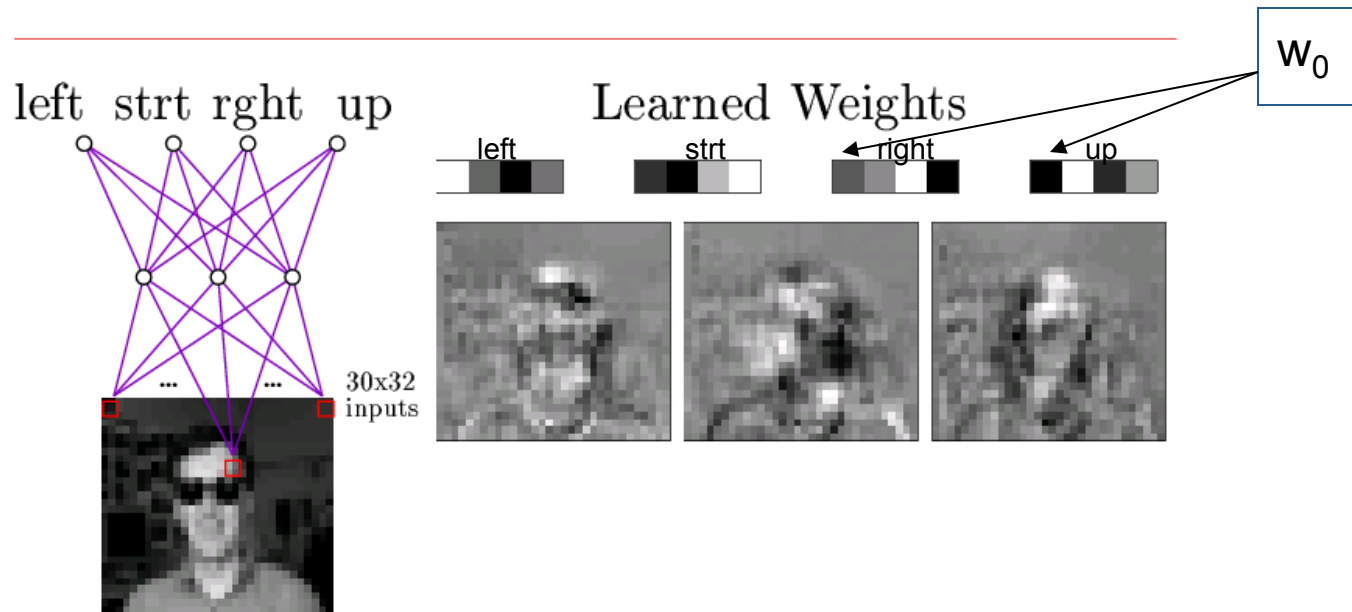 w0
left strt rght up
Learned Weights
left strt right up
... ...
30x32
inputs